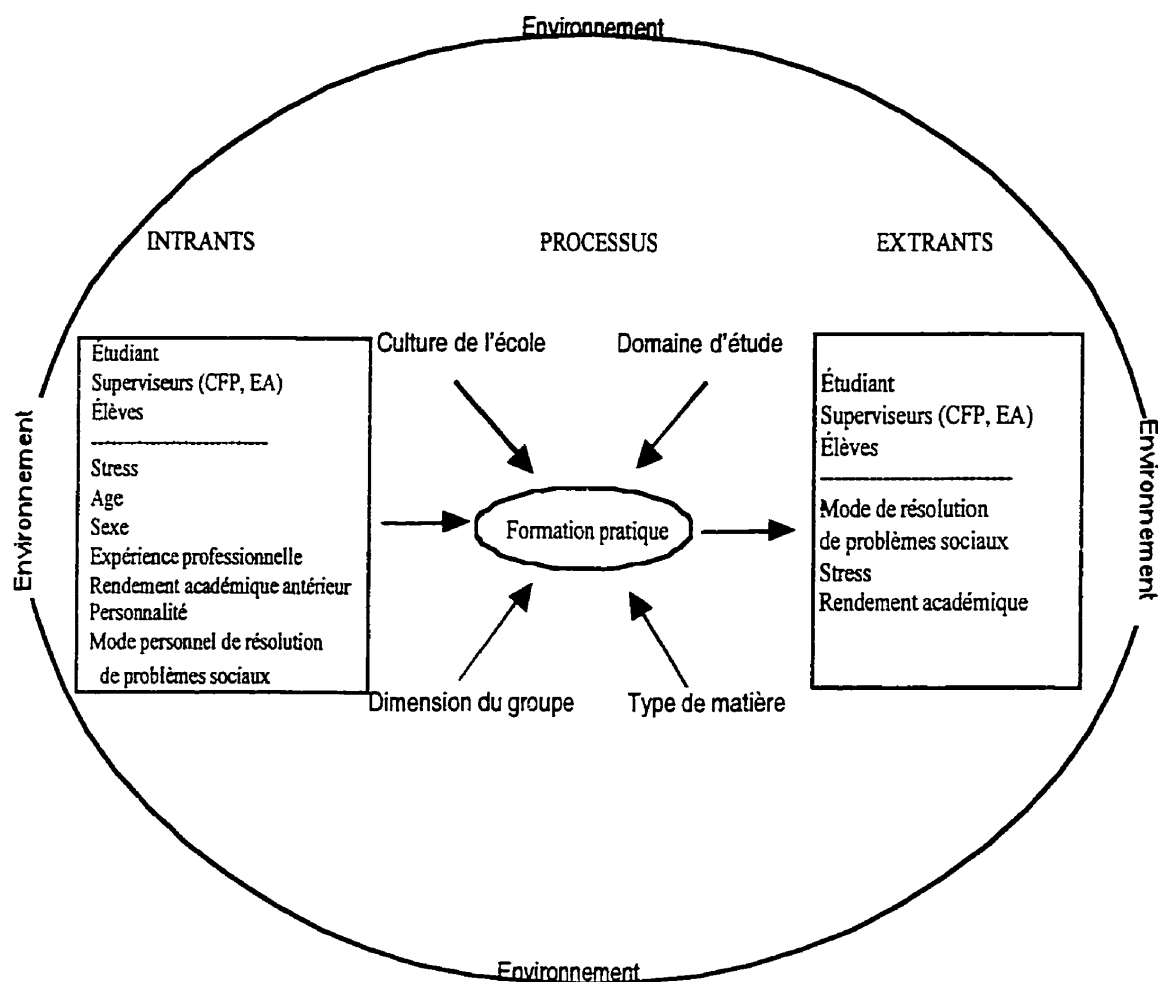 Environnement
INTRANTS
PROCESSUS
EXTRANTS
Environnement
Étudiant
Superviseurs (CFP, EA)
Élèves
Stress
Age
Sexe
Expérience professionnelle
Rendement académique antérieur
Personnalité
Mode personnel de résolution
de problèmes sociaux
Culture de l'école
Domaine d'étude
Formation pratique
Dimension du groupe
Type de matière
Étudiant
Superviseurs (CFP, EA)
Élèves
Mode de résolution
de problèmes sociaux
Stress
Rendement académique
Environnement
Environnement